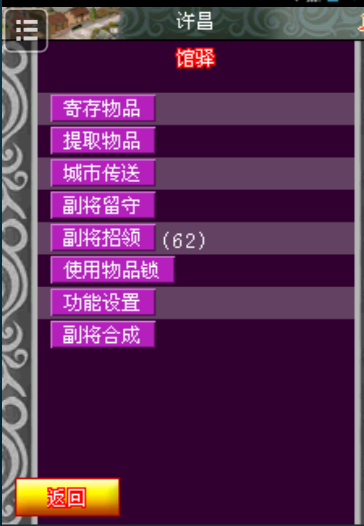 许昌
馆驿
寄存物品
提取物品
城市传送
副将留守
副将招领 (62)
使用物品锁
功能设置
副将合成
返回